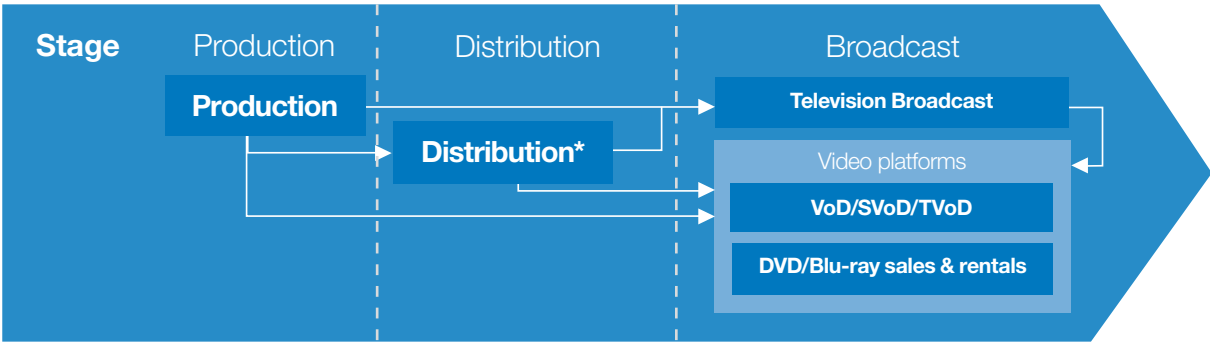 Stage
Production
Distribution
Broadcast
Production
Television Broadcast
Distribution*
Video platforms
VoD/SVoD/TVoD
DVD/Blu-ray sales & rentals